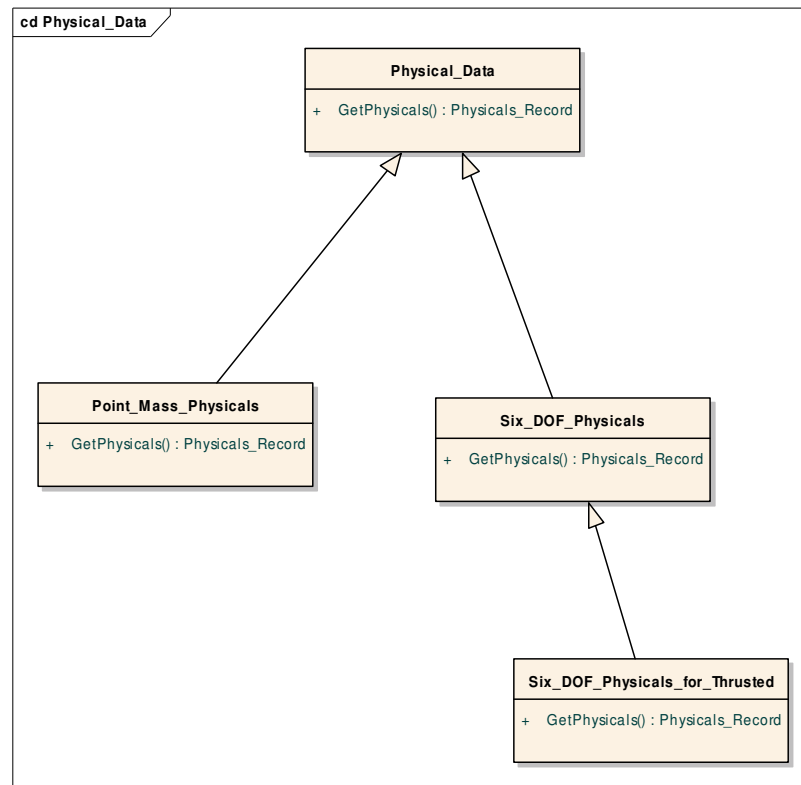 cd Physical_Data
Physical_Data
+ GetPhysicals() : Physicals_Record
Point_Mass_Physicals
+ GetPhysicals() : Physicals_Record
Six_DOF_Physicals
+ GetPhysicals() : Physicals_Record
Six_DOF_Physicals_for_Thrusted
+ GetPhysicals() : Physicals_Record